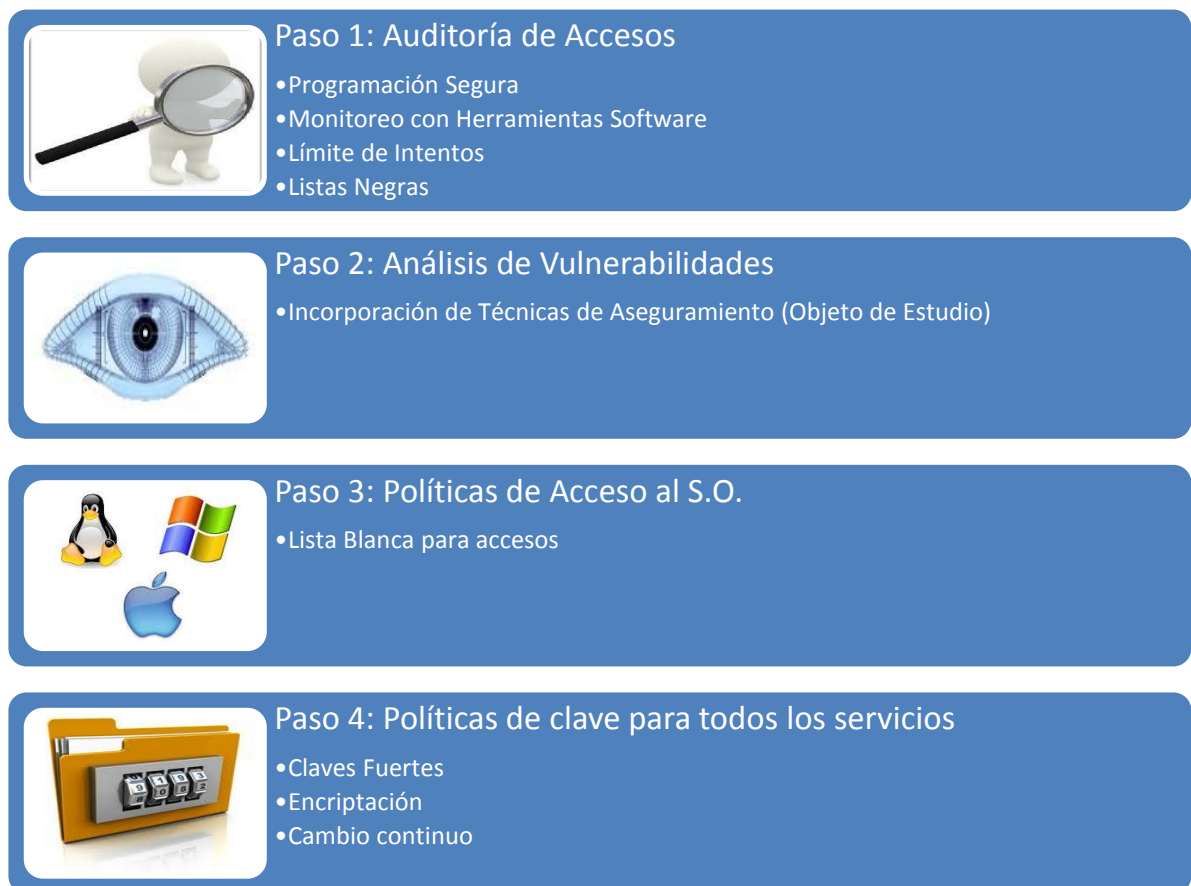 Paso 1: Auditoría de Accesos
•Programación Segura
•Monitoreo con Herramientas Software
•Límite de Intentos
•Listas Negras
Paso 2: Análisis de Vulnerabilidades
•Incorporación de Técnicas de Aseguramiento (Objeto de Estudio)
Paso 3: Políticas de Acceso al S.O.
•Lista Blanca para accesos
Paso 4: Políticas de clave para todos los servicios
•Claves Fuertes
•Encriptación
•Cambio continuo